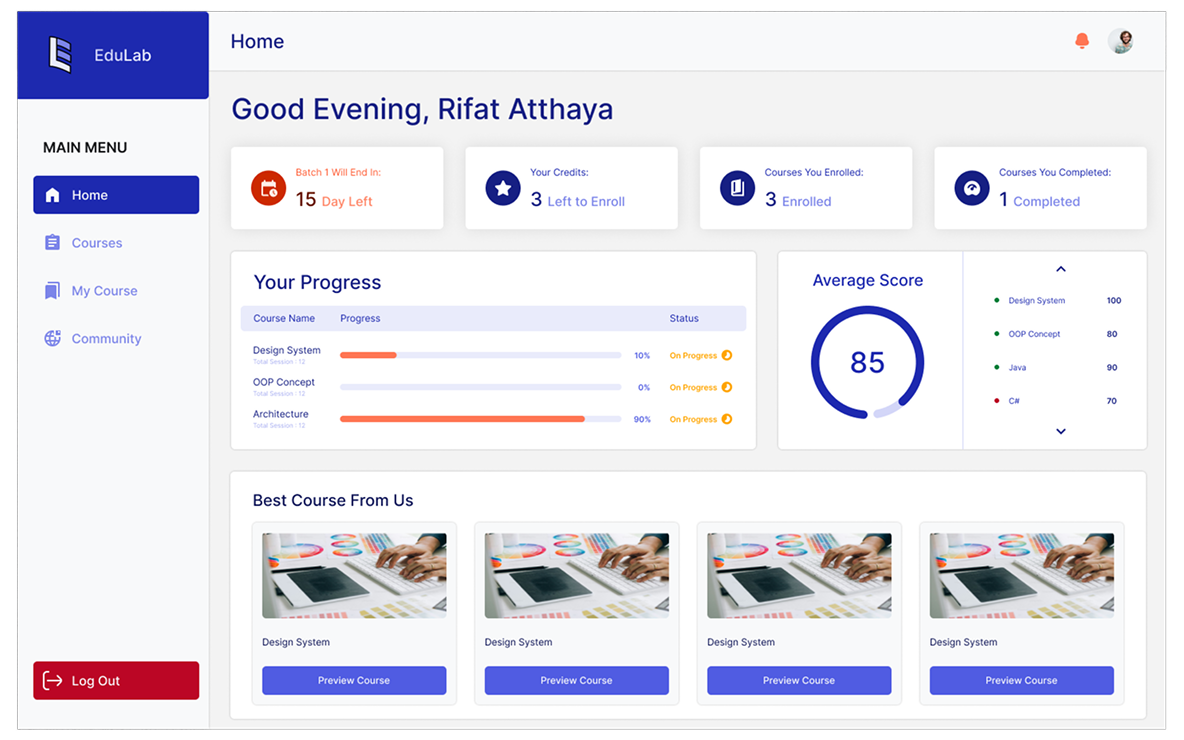 EduLab
Home
Good Evening, Rifat Atthaya
MAIN MENU
Home
Courses
My Course
Community
Log Out
Batch 1 Will End In:
15 Day Left
Your Credits:
3 Left to Enroll
Courses You Enrolled:
3 Enrolled
Courses You Completed:
1 Completed
Your Progress
Course Name Progress Status
Design System 10% On Progress
Total Session : 12
OOP Concept 0% On Progress
Total Session : 12
Architecture 90% On Progress
Total Session : 12
Average Score
85
Design System 100
OOP Concept 80
Java 90
C# 70
Best Course From Us
Design System
Preview Course
Design System
Preview Course
Design System
Preview Course
Design System
Preview Course